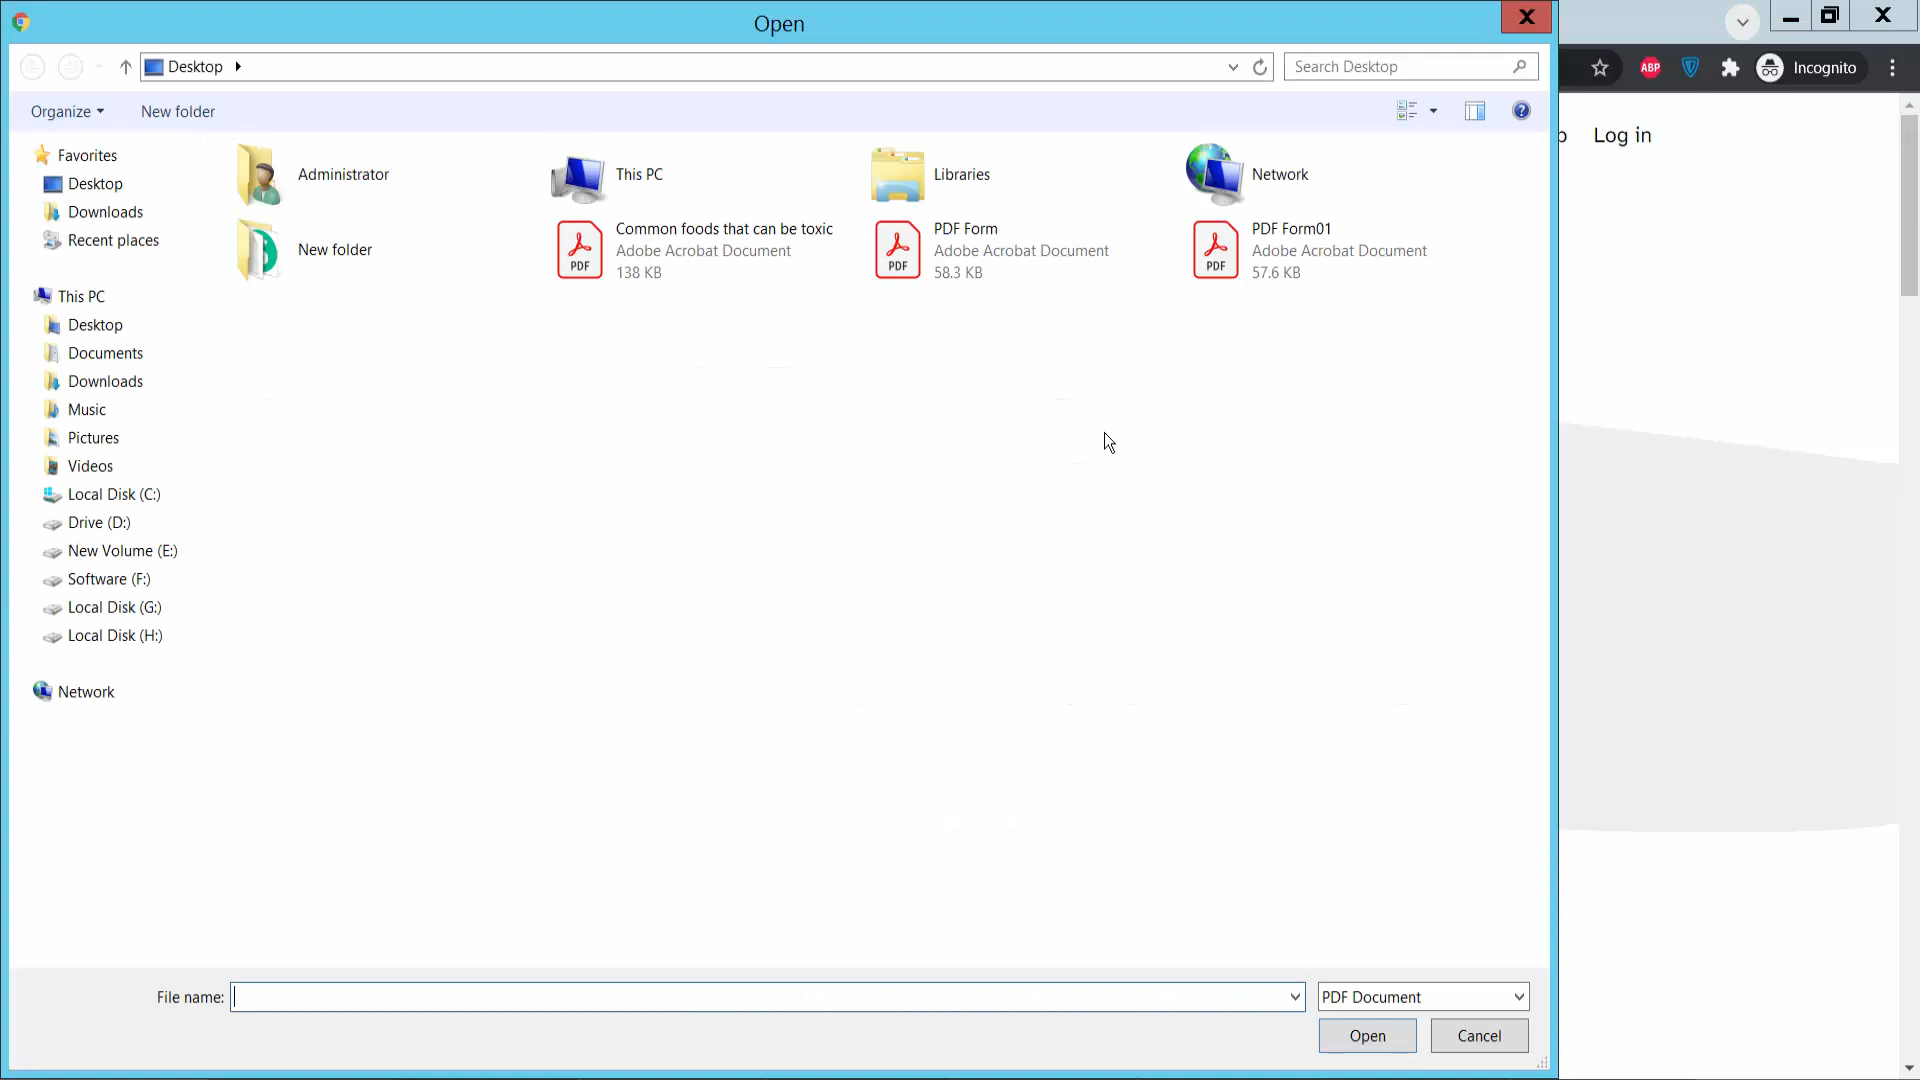 Open
Desktop
Search Desktop
ABP
Incognito
Organize
New folder
Log in
Favorites
Desktop
Downloads
Recent places
This PC
Desktop
Documents
Downloads
Music
Pictures
Videos
Local Disk (C:)
Drive (D:)
New Volume (E:)
Software (F:)
Local Disk (G:)
Local Disk (H:)
Network
Administrator
This PC
Libraries
Network
New folder
PDF
Common foods that can be toxic
Adobe Acrobat Document
138 KB
PDF
PDF Form
Adobe Acrobat Document
58.3 KB
PDF
PDF Form01
Adobe Acrobat Document
57.6 KB
File name:
PDF Document
Open
Cancel